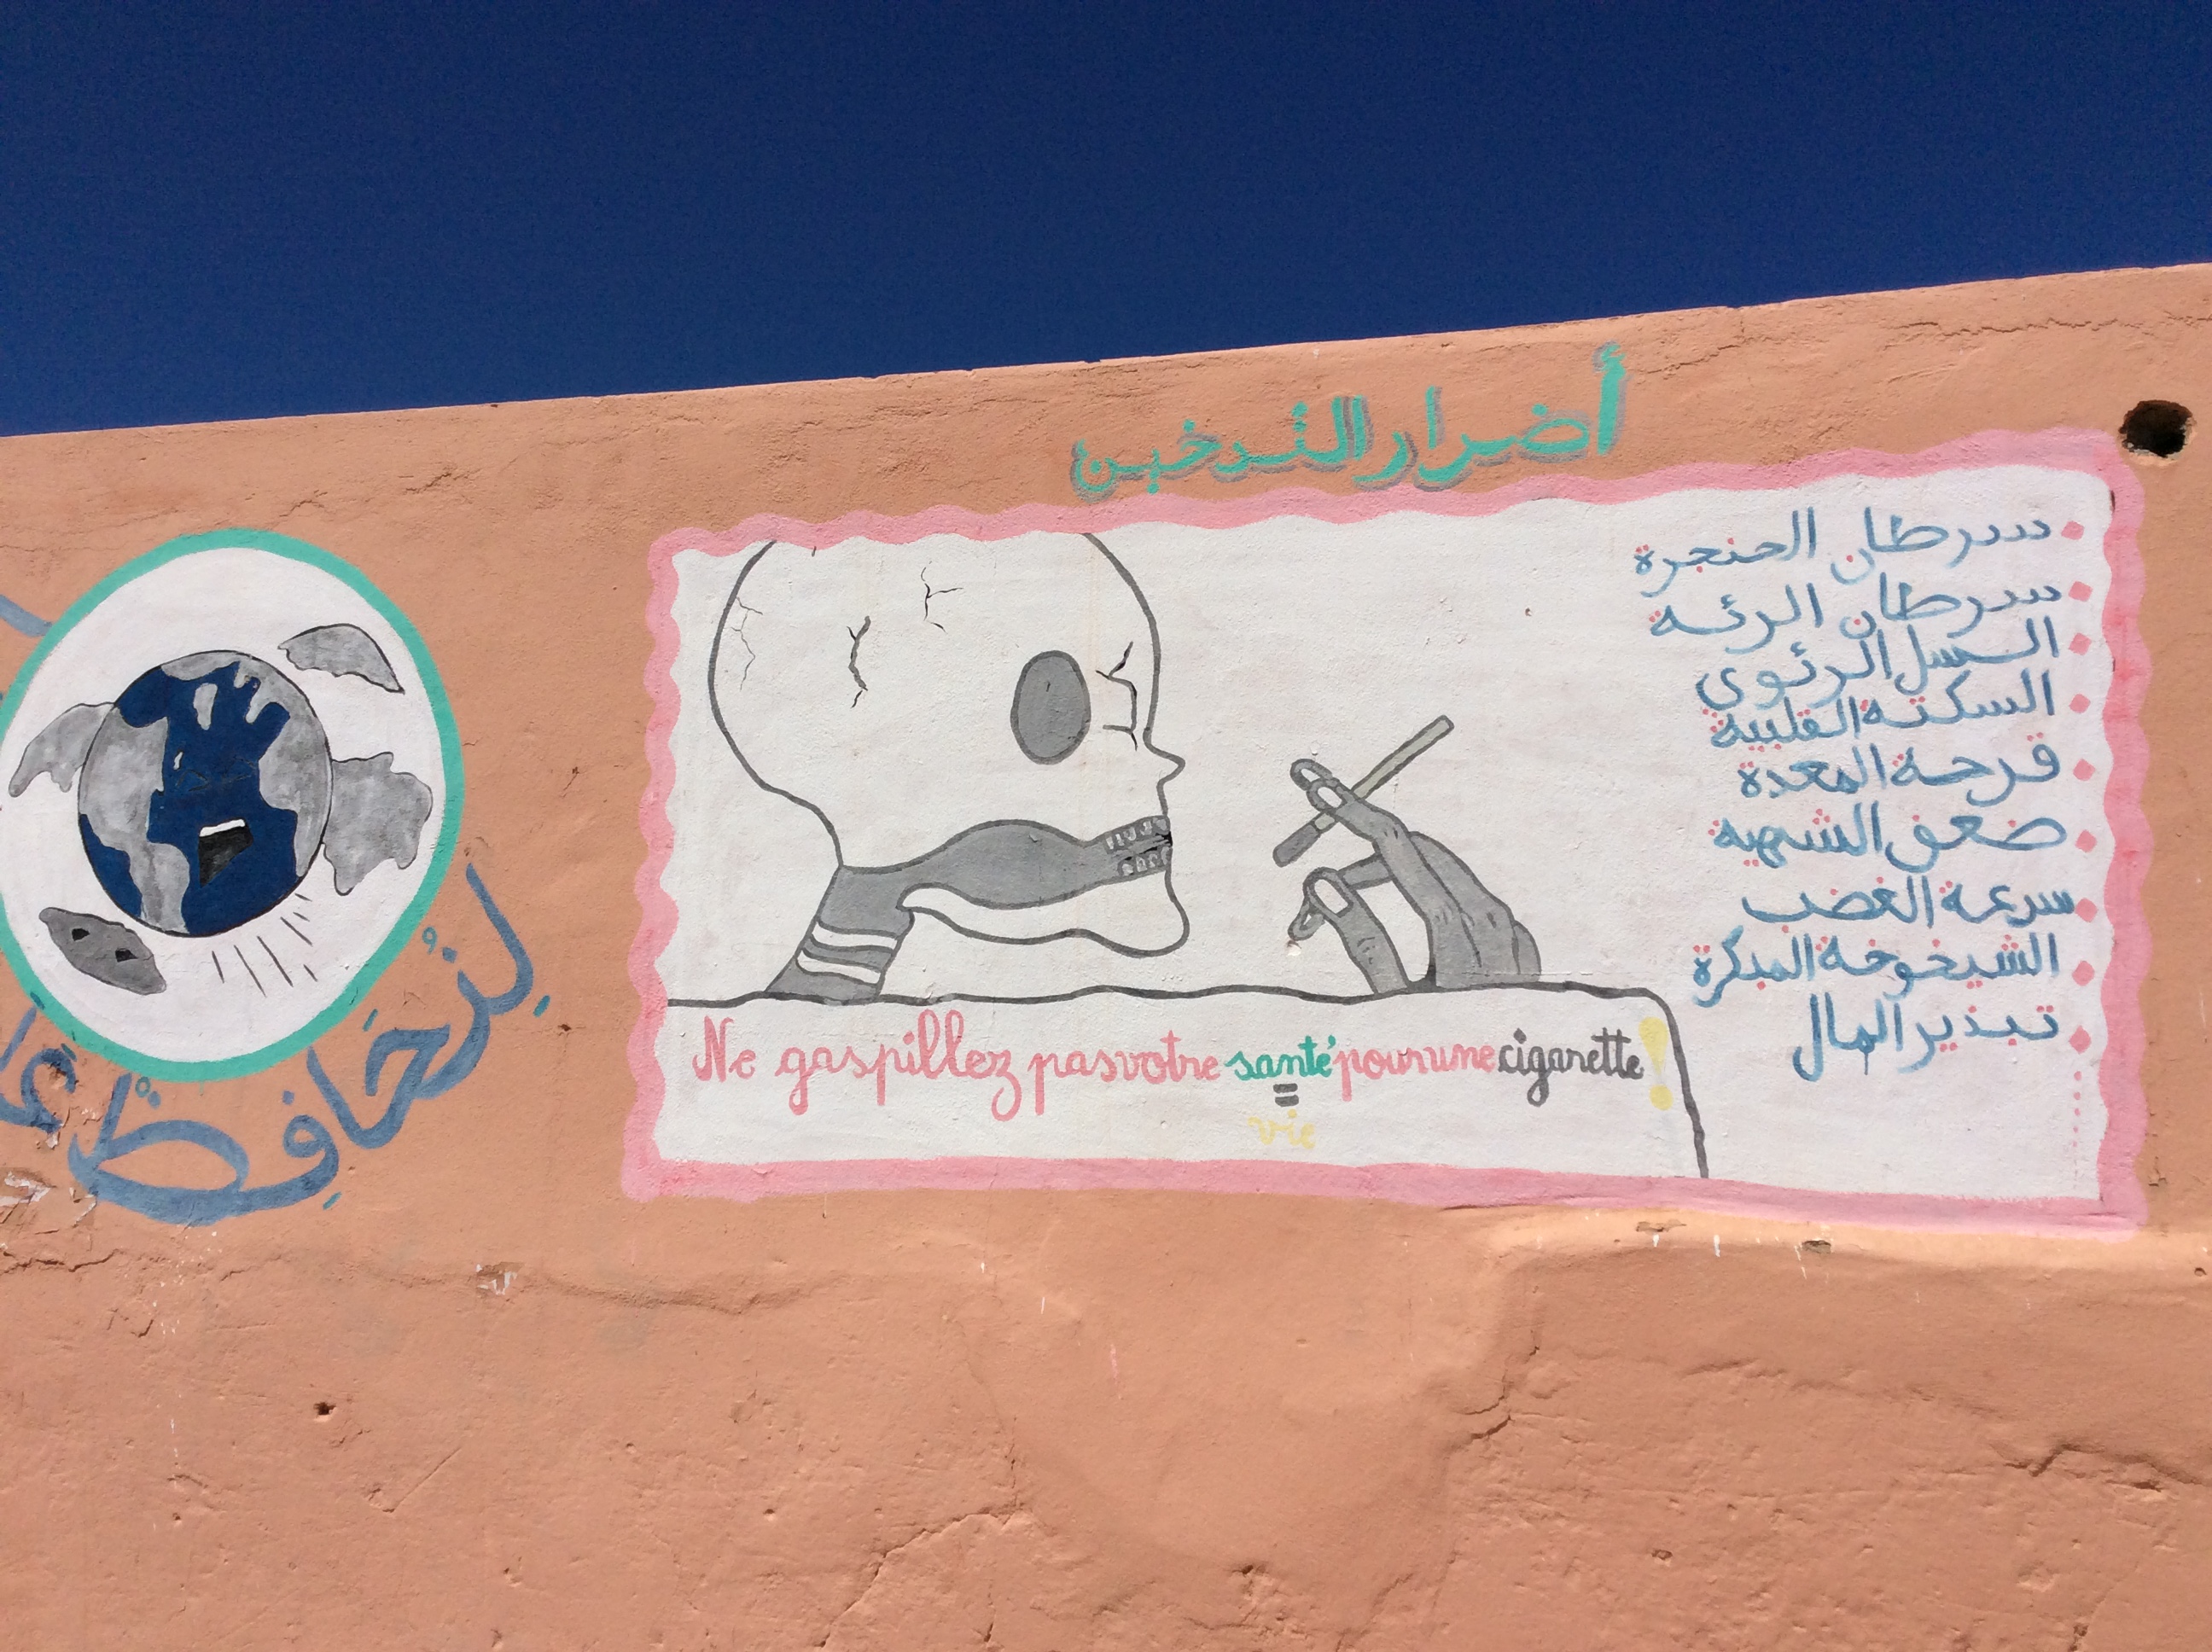 أضرار التدخين
سرطان الحنجرة
سرطان الرئة
السل الرئوي
السكتة القلبية
قرحة المعدة
ضعف الشهية
سرعة الغضب
الشيخوخة المبكرة
تبذير المال
Ne gaspillez pas votre santé pour une cigarette !
=
vie
لِنُحَافِظْ